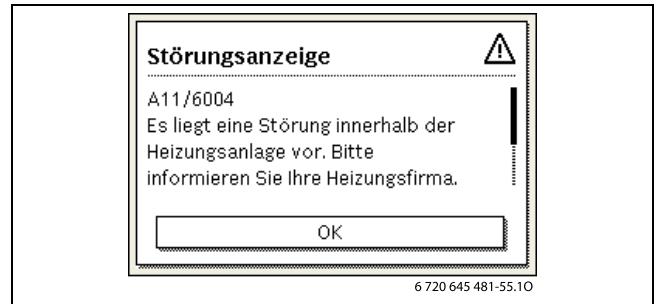 Störungsanzeige
A11/6004
Es liegt eine Störung innerhalb der
Heizungsanlage vor. Bitte
informieren Sie Ihre Heizungsfirma.
OK
6 720 645 481-55.1O